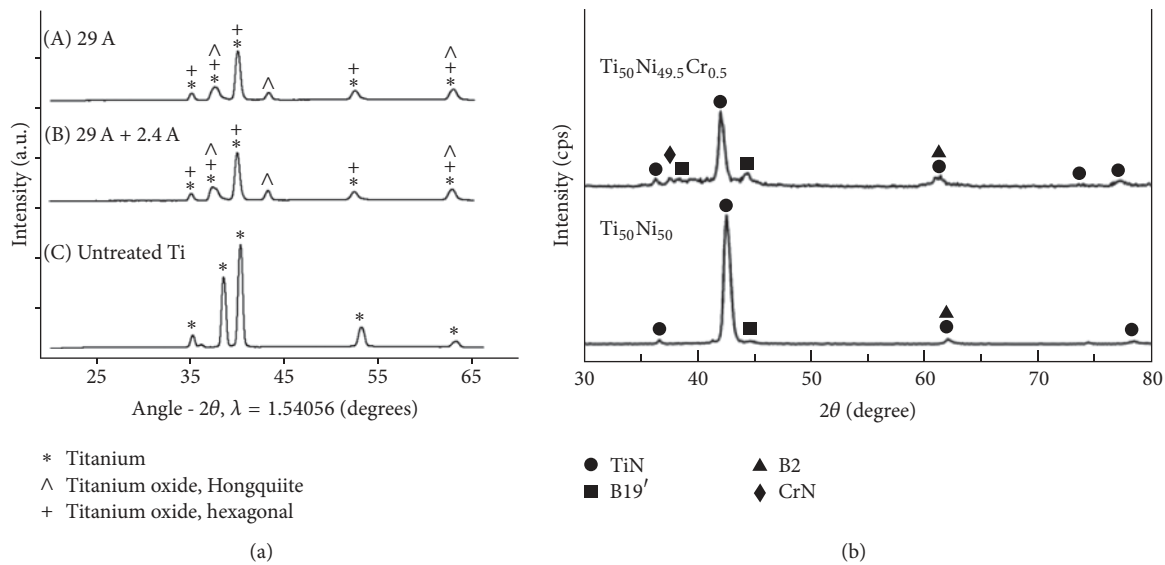 Intensity (a.u.)
(A) 29 A
(B) 29 A + 2.4 A
(C) Untreated Ti
+
*
^
+
*
+
*
^
+
*
^
+
*
+
*
^
+
*
+
*
^
+
*
^
+
*
*
*
*
*
*
25 35 45 55 65
Angle - 2θ, λ = 1.54056 (degrees)
* Titanium
^ Titanium oxide, Hongquiite
+ Titanium oxide, hexagonal
(a)
Intensity (cps)
Ti₅₀Ni₄₉.₅Cr₀.₅
Ti₅₀Ni₅₀
30 40 50 60 70 80
2θ (degree)
● TiN ▲ B2
■ B19′ ◆ CrN
(b)